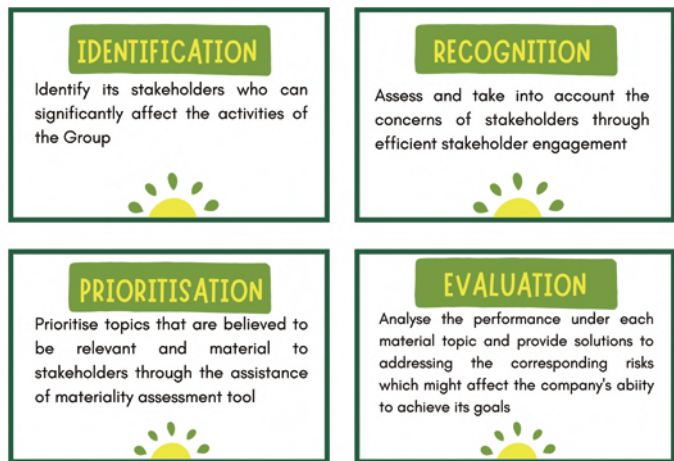 IDENTIFICATION
Identify its stakeholders who can
significantly affect the activities of
the Group
RECOGNITION
Assess and take into account the
concerns of stakeholders through
efficient stakeholder engagement
PRIORITISATION
Prioritise topics that are believed to
be relevant and material to
stakeholders through the assistance
of materiality assessment tool
EVALUATION
Analyse the performance under each
material topic and provide solutions to
addressing the corresponding risks
which might affect the company's abiity
to achieve its goals